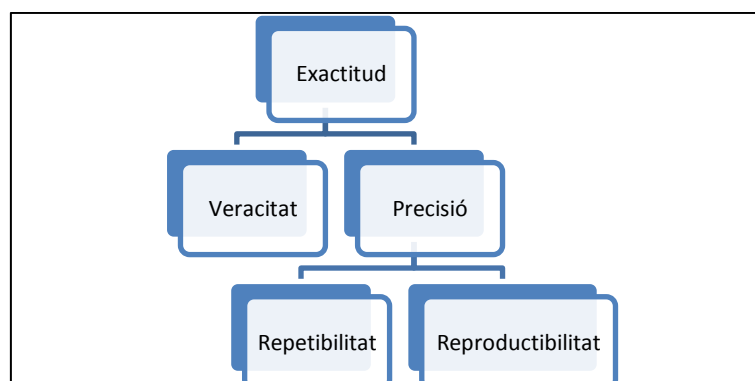 Exactitud
Veracitat
Precisió
Repetibilitat
Reproductibilitat